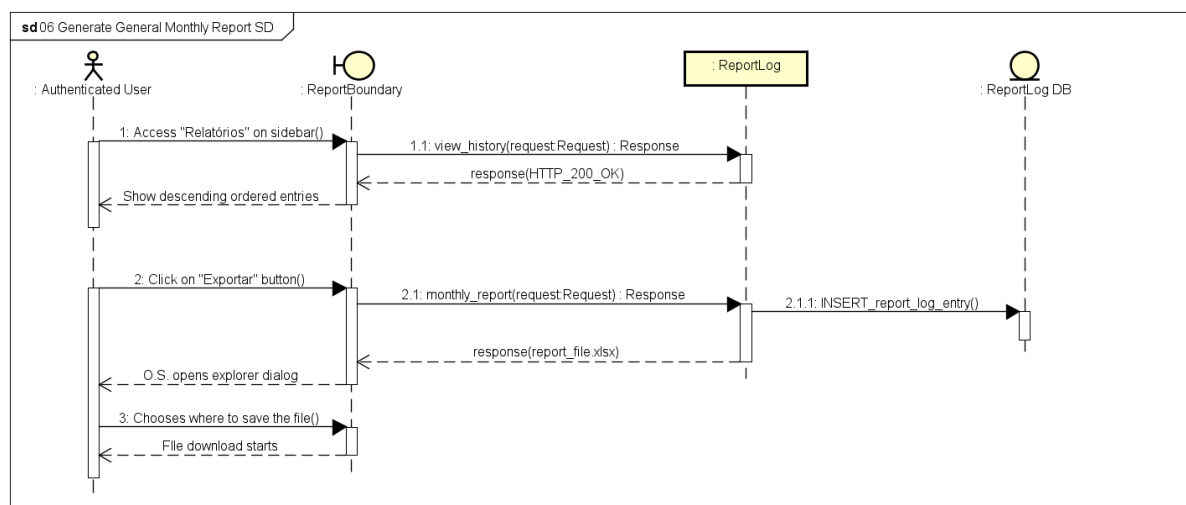 sd 06 Generate General Monthly Report SD
: Authenticated User
: ReportBoundary
: ReportLog
: ReportLog DB
1: Access "Relatórios" on sidebar()
1.1: view_history(request:Request) : Response
response(HTTP_200_OK)
Show descending ordered entries
2: Click on "Exportar" button()
2.1: monthly_report(request:Request) : Response
2.1.1: INSERT_report_log_entry()
response(report_file.xlsx)
O.S. opens explorer dialog
3: Chooses where to save the file()
FIle download starts